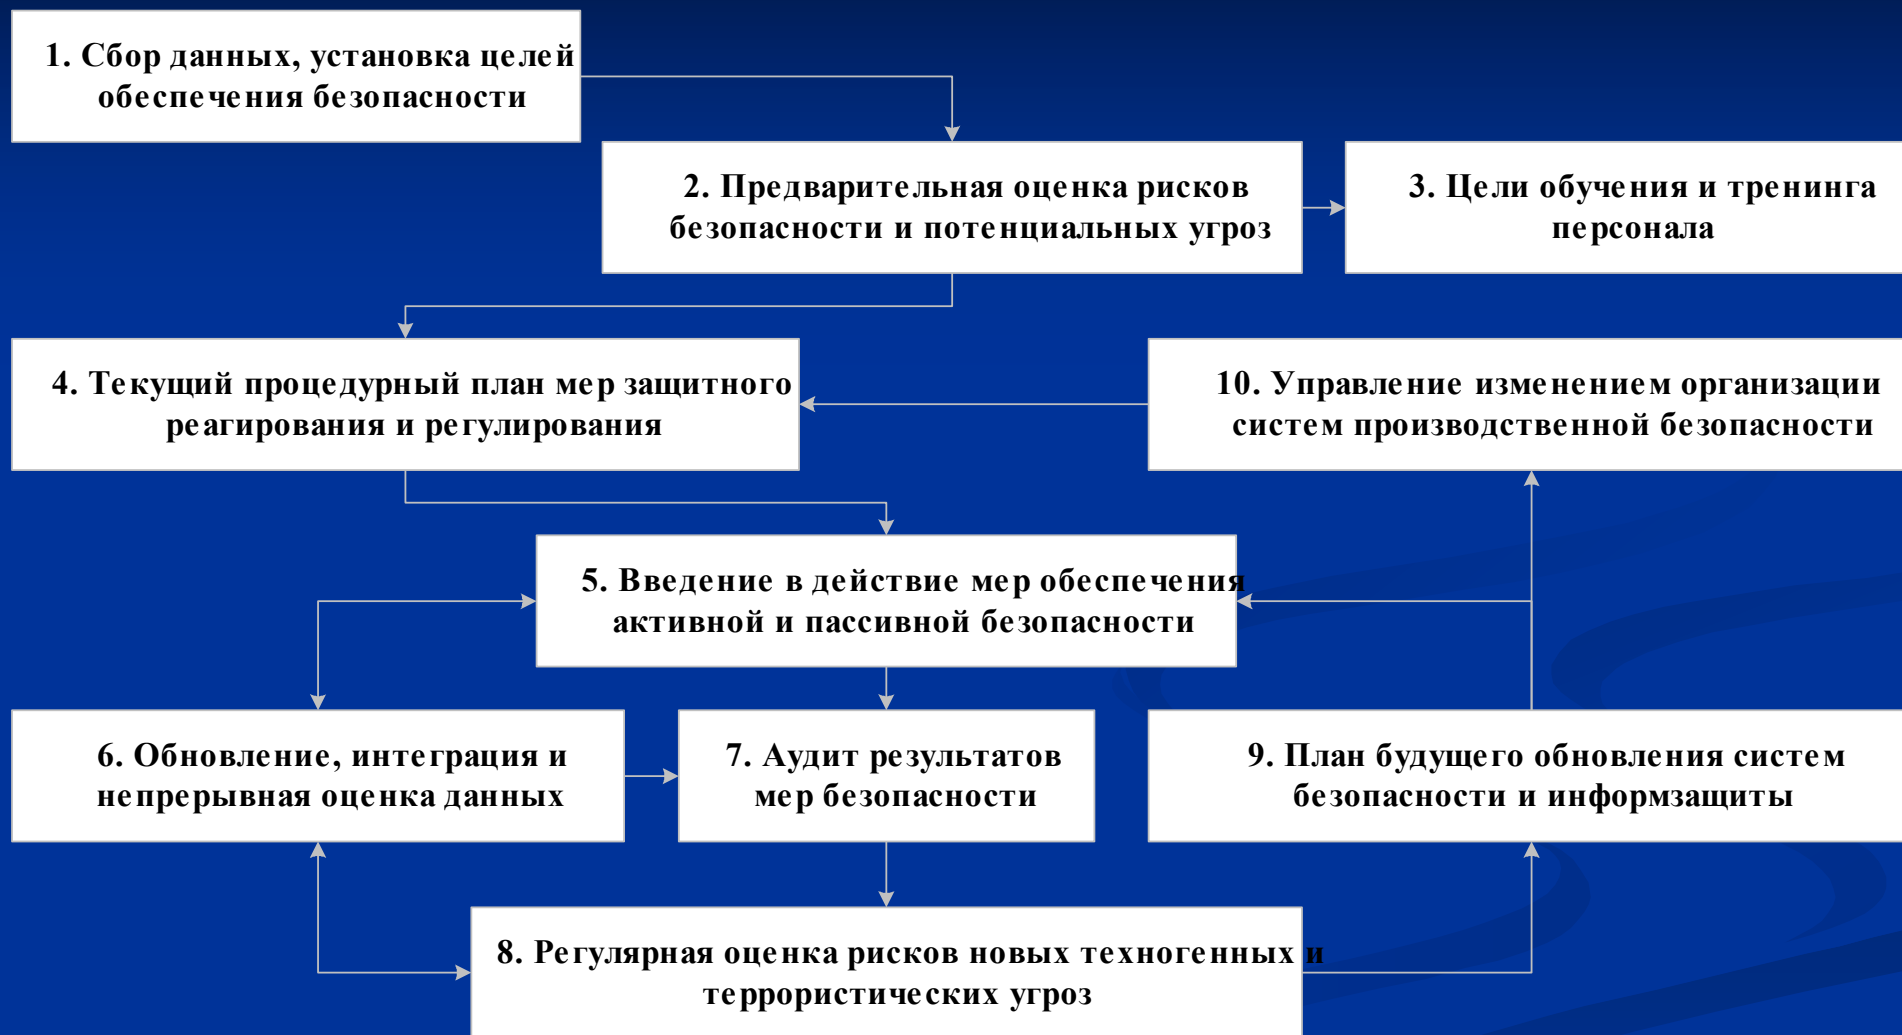 1. Сбор данных, установка целей
обеспечения безопасности
2. Предварительная оценка рисков
безопасности и потенциальных угроз
3. Цели обучения и тренинга
персонала
4. Текущий процедурный план мер защитного
реагирования и регулирования
10. Управление изменением организации
систем производственной безопасности
5. Введение в действие мер обеспечения
активной и пассивной безопасности
6. Обновление, интеграция и
непрерывная оценка данных
7. Аудит результатов
мер безопасности
9. План будущего обновления систем
безопасности и информзащиты
8. Регулярная оценка рисков новых техногенных и
террористических угроз